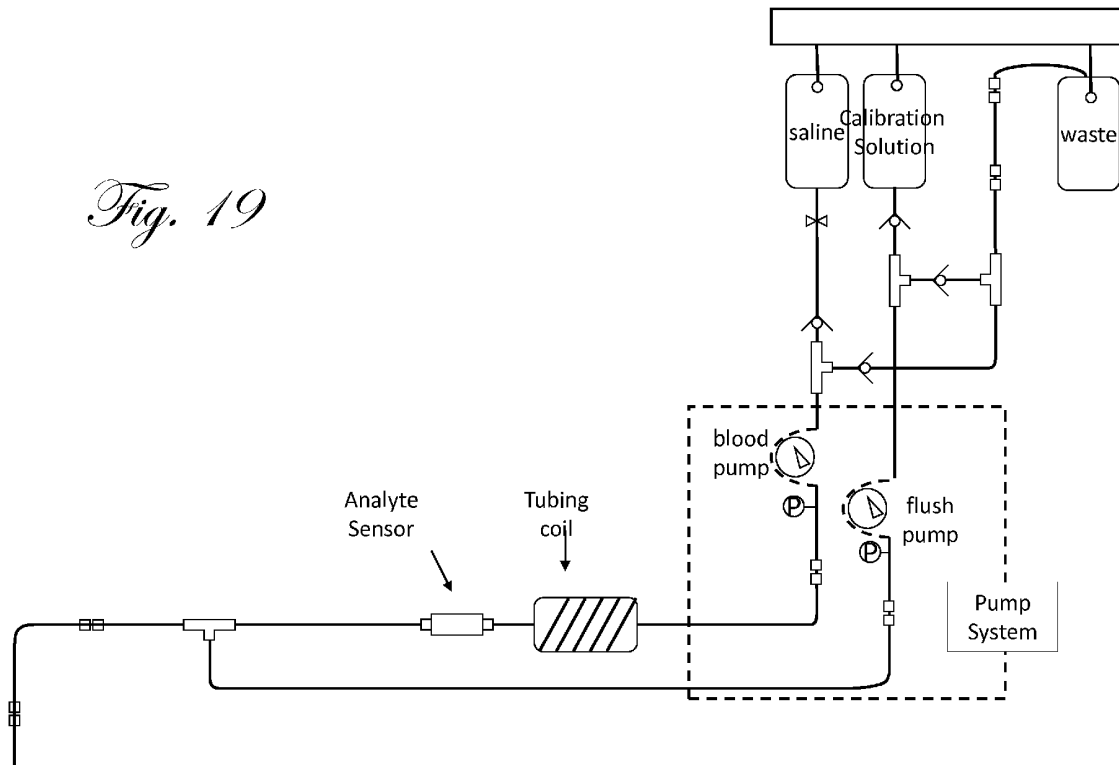 saline
Calibration
Solution
waste
Fig. 19
blood
pump
P
flush
pump
P
Analyte
Sensor
Tubing
coil
Pump
System